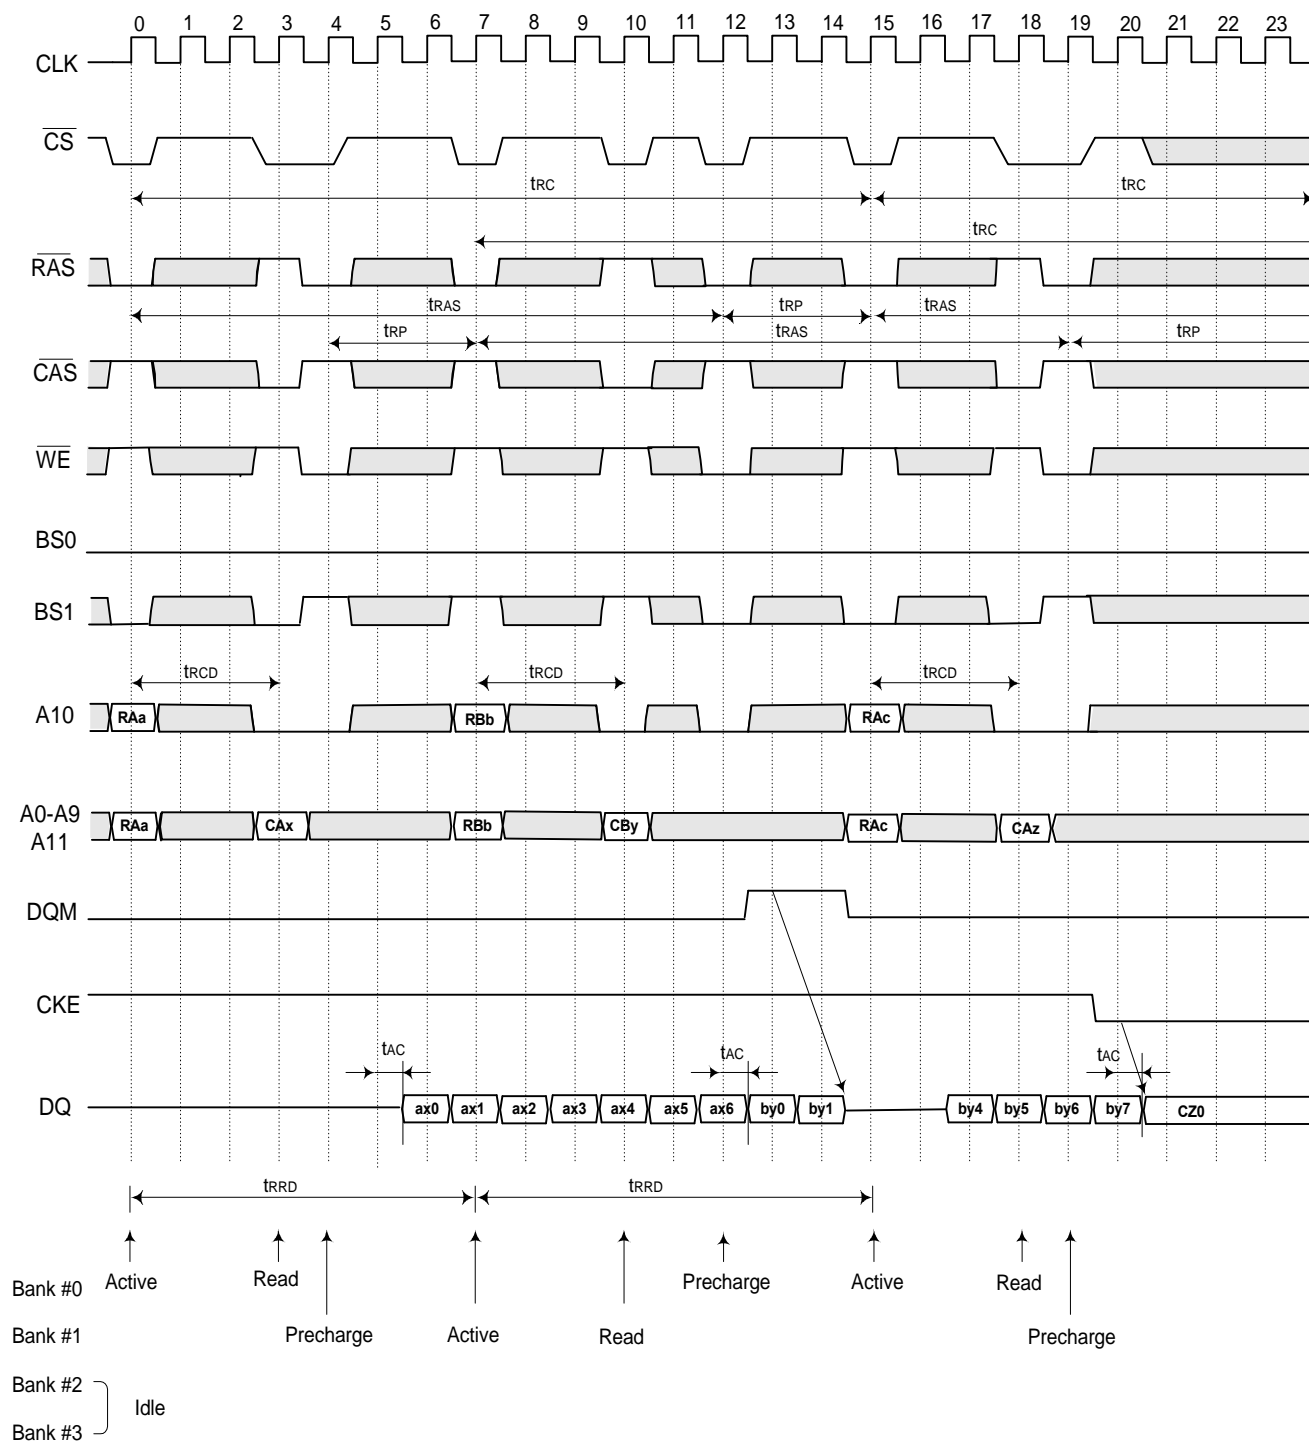 0 1 2 3 4 5 6 7 8 9 10 11 12 13 14 15 16 17 18 19 20 21 22 23
CLK
CS
tRC tRC
tRC
RAS
tRAS tRP tRAS
tRP tRAS tRP
CAS
WE
BS0
BS1
tRCD tRCD tRCD
A10 RAa RBb RAc
A0-A9
A11
RAa CAx RBb CBy RAc CAz
DQM
CKE
tAC tAC tAC
DQ ax0 ax1 ax2 ax3 ax4 ax5 ax6 by0 by1 by4 by5 by6 by7 CZ0
tRRD tRRD
Bank #0 Active Read Precharge Active Read
Bank #1 Precharge Active Read Precharge
Bank #2
Idle
Bank #3